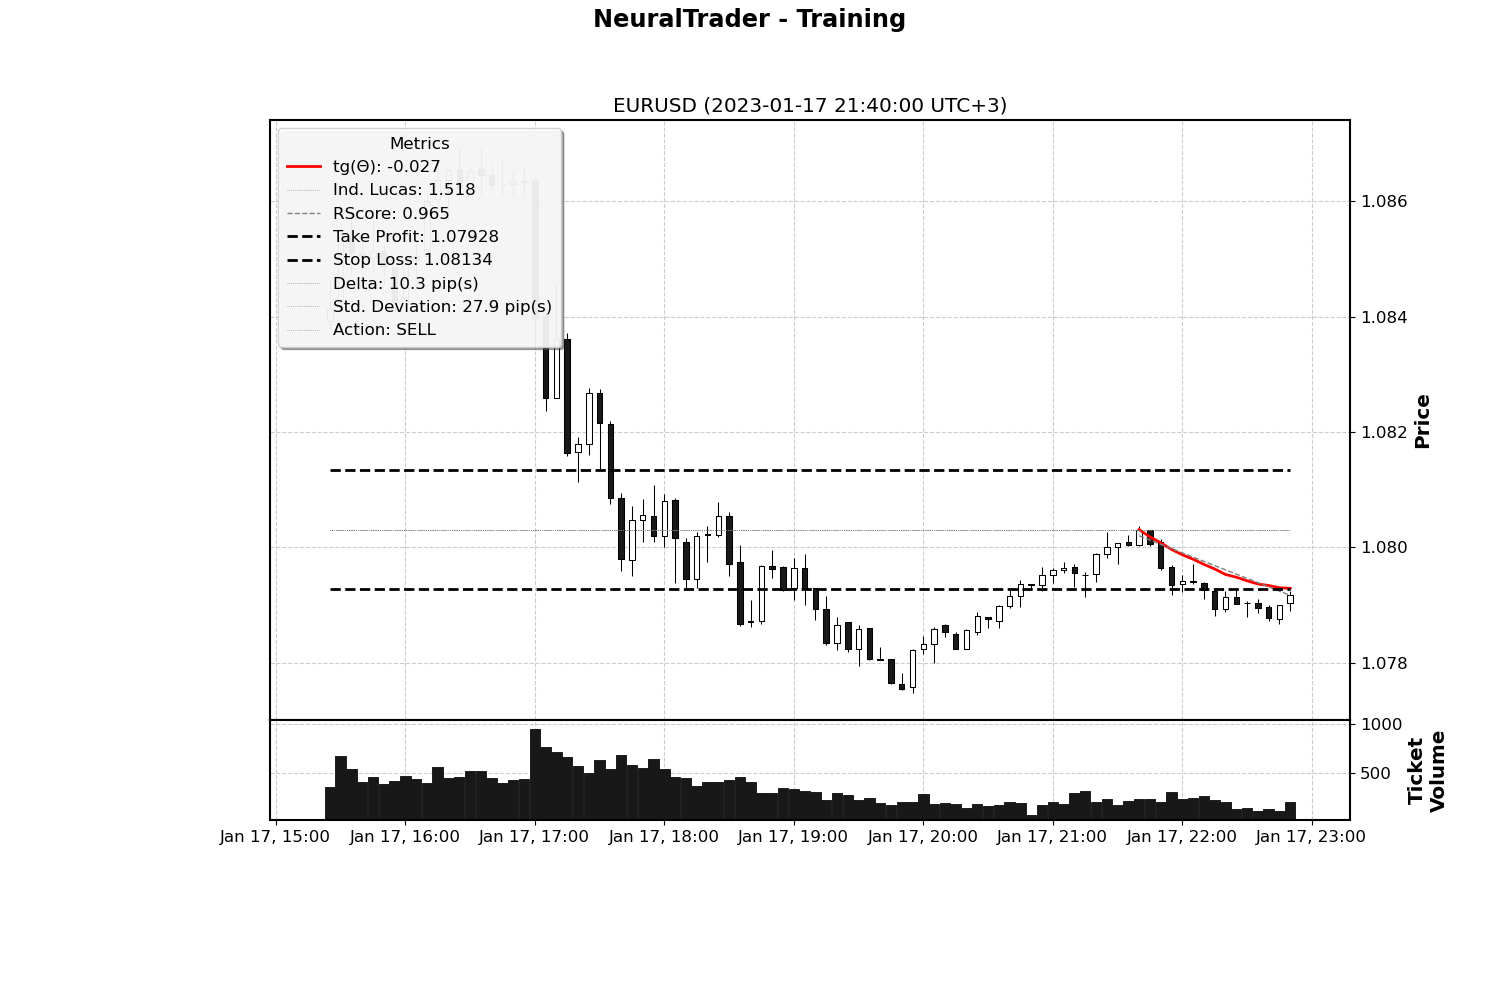 NeuralTrader - Training
EURUSD (2023-01-17 21:40:00 UTC+3)
Metrics
tg(Θ): -0.027
Ind. Lucas: 1.518
RScore: 0.965
Take Profit: 1.07928
Stop Loss: 1.08134
Delta: 10.3 pip(s)
Std. Deviation: 27.9 pip(s)
Action: SELL
1.086
1.084
1.082
1.080
1.078
Price
1000
500
Ticket
Volume
Jan 17, 15:00 Jan 17, 16:00 Jan 17, 17:00 Jan 17, 18:00 Jan 17, 19:00 Jan 17, 20:00 Jan 17, 21:00 Jan 17, 22:00 Jan 17, 23:00